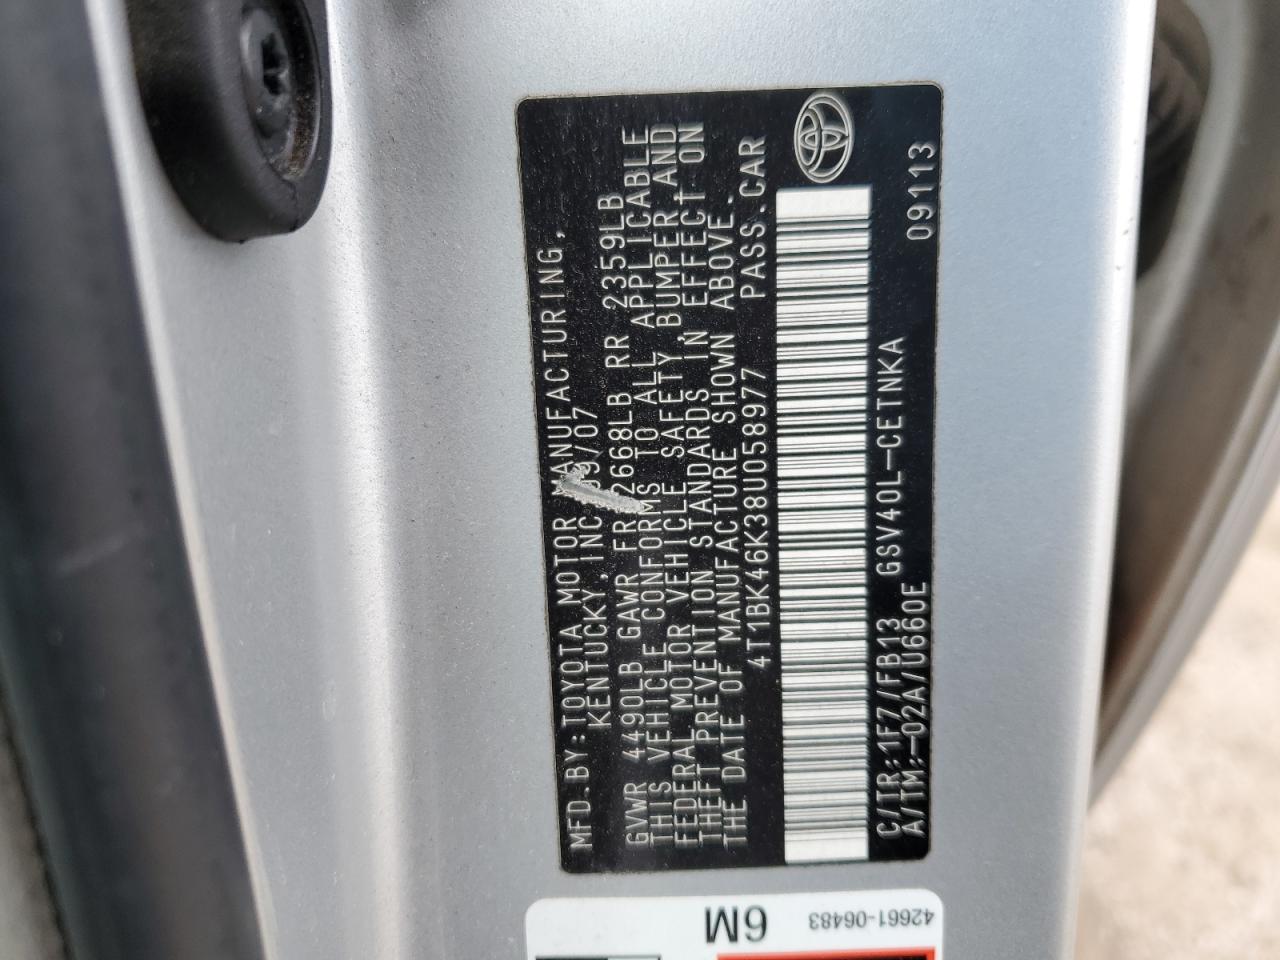 MFD.BY:TOYOTA MOTOR MANUFACTURING,
KENTUCKY,INC 09/07
GVWR 4490LB GAWR FR 2668LB RR 2359LB
THIS VEHICLE CONFORMS TO ALL APPLICABLE
FEDERAL MOTOR VEHICLE SAFETY,BUMPER,AND
THEFT PREVENTION STANDARDS IN EFFECT ON
THE DATE OF MANUFACTURE SHOWN ABOVE.
4T1BK46K38U058977 PASS.CAR
C/TR:1F7/FB13 GSV40L-CETNKA
A/TM:-02A/U660E 09113
6M
42661-06483